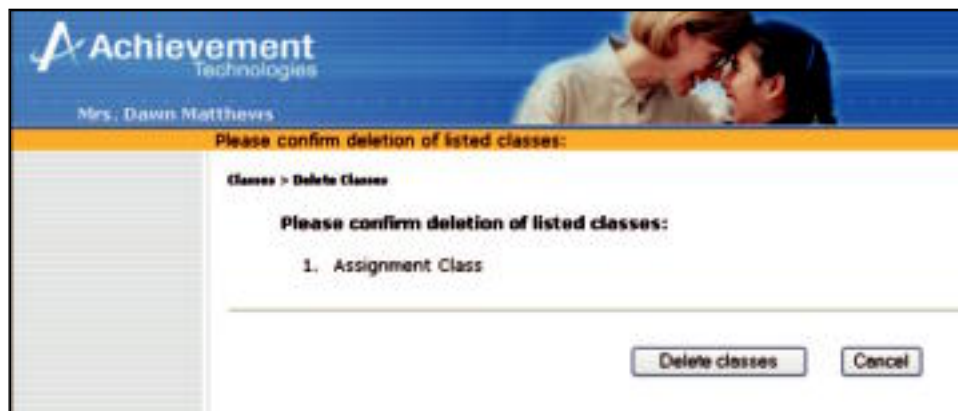 Achievement
Technologies
Mrs. Dawn Matthews
Please confirm deletion of listed classes:
Classes > Delete Classes
Please confirm deletion of listed classes:
1. Assignment Class
Delete classes
Cancel